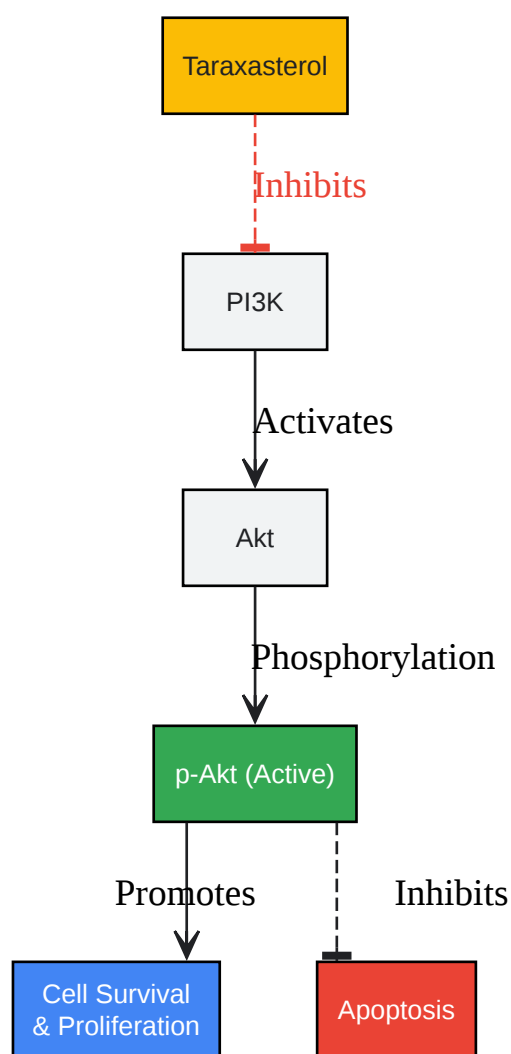 Taraxasterol
Inhibits
PI3K
Activates
Akt
Phosphorylation
p-Akt (Active)
Promotes
Inhibits
Cell Survival
& Proliferation
Apoptosis